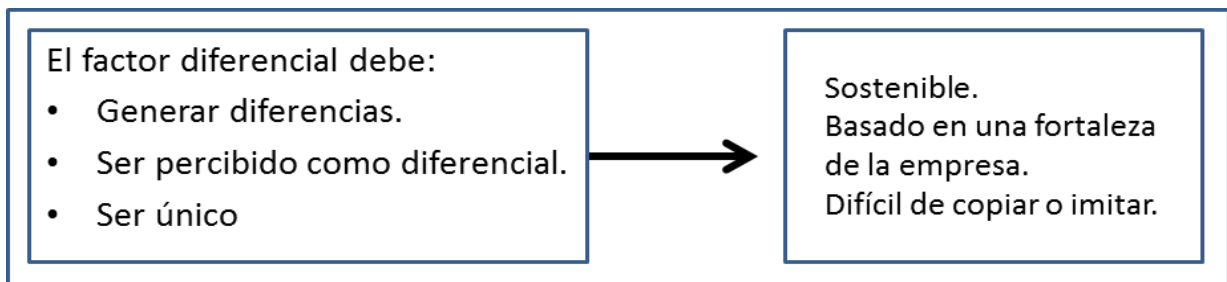 El factor diferencial debe:
• Generar diferencias.
• Ser percibido como diferencial.
• Ser único
Sostenible.
Basado en una fortaleza
de la empresa.
Difícil de copiar o imitar.